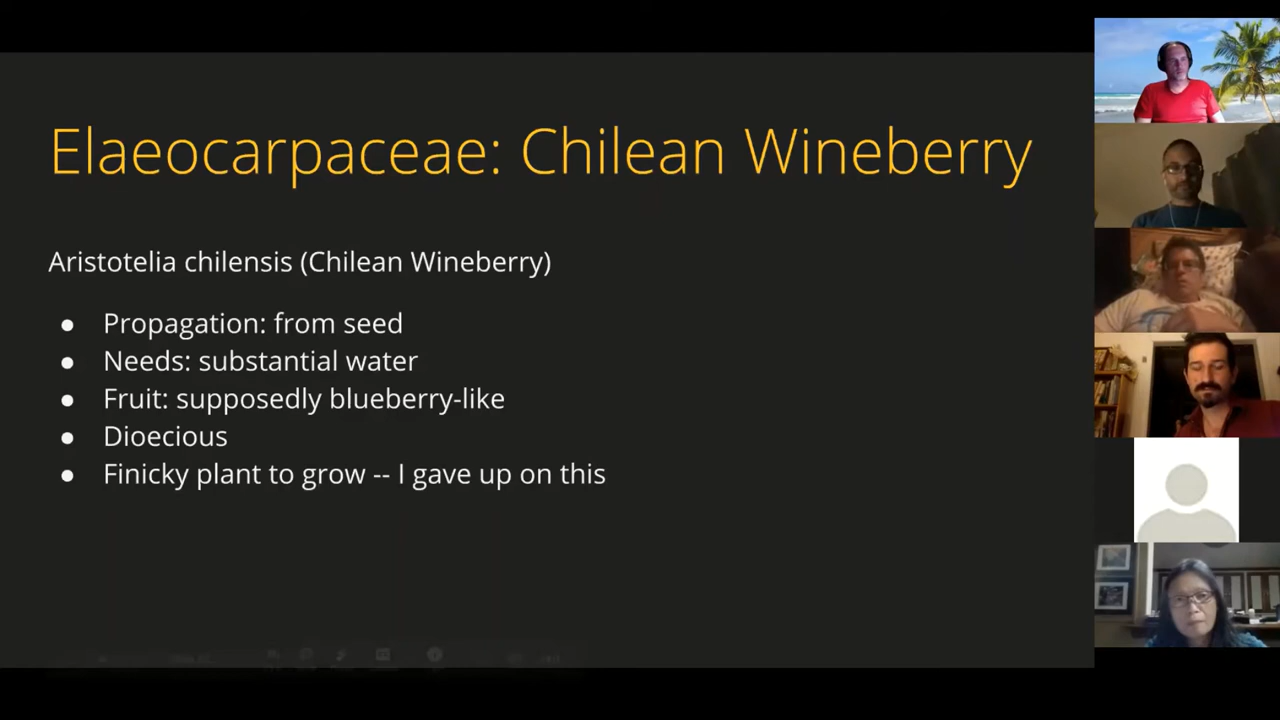 Elaeocarpaceae: Chilean Wineberry
Aristotelia chilensis (Chilean Wineberry)
● Propagation: from seed
● Needs: substantial water
● Fruit: supposedly blueberry-like
● Dioecious
● Finicky plant to grow -- I gave up on this